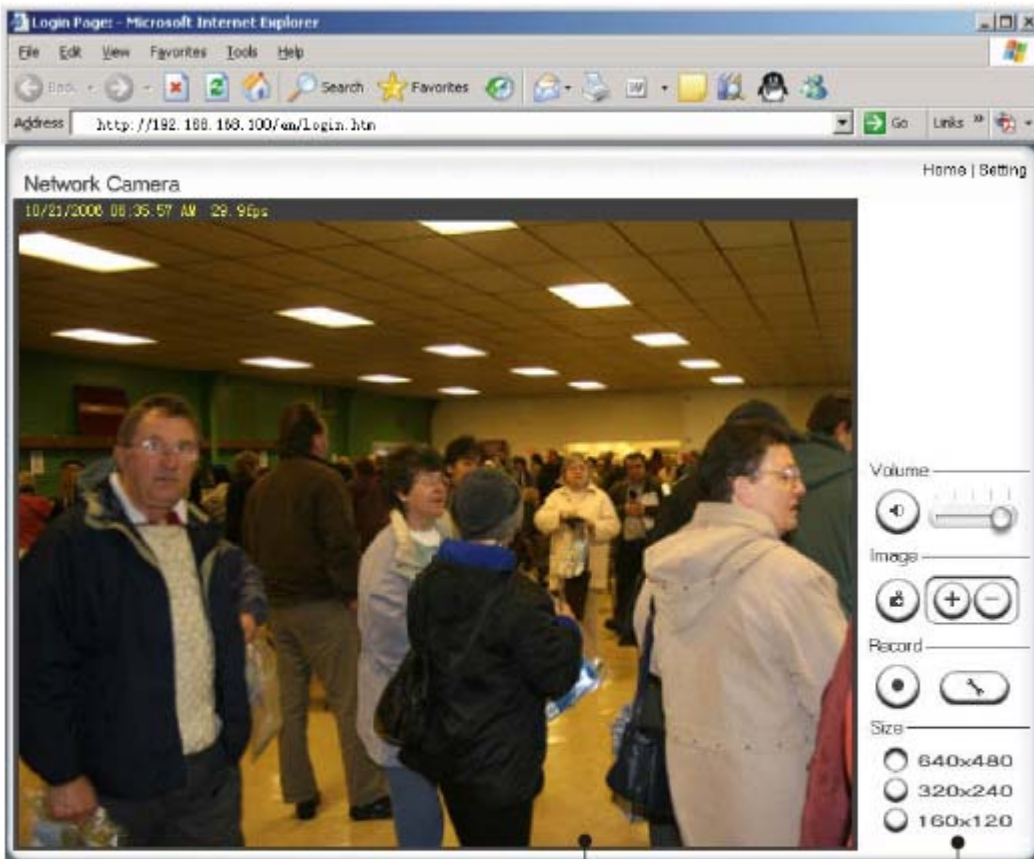 Login Page: - Microsoft Internet Explorer
File Edit View Favorites Tools Help
Back Search Favorites
Address http://192.168.168.100/en/login.htm Go Links »
Home | Setting
Network Camera
10/21/2006 06:35:57 AM 29.9fps
Volume
Image
Record
Size
640x480
320x240
160x120